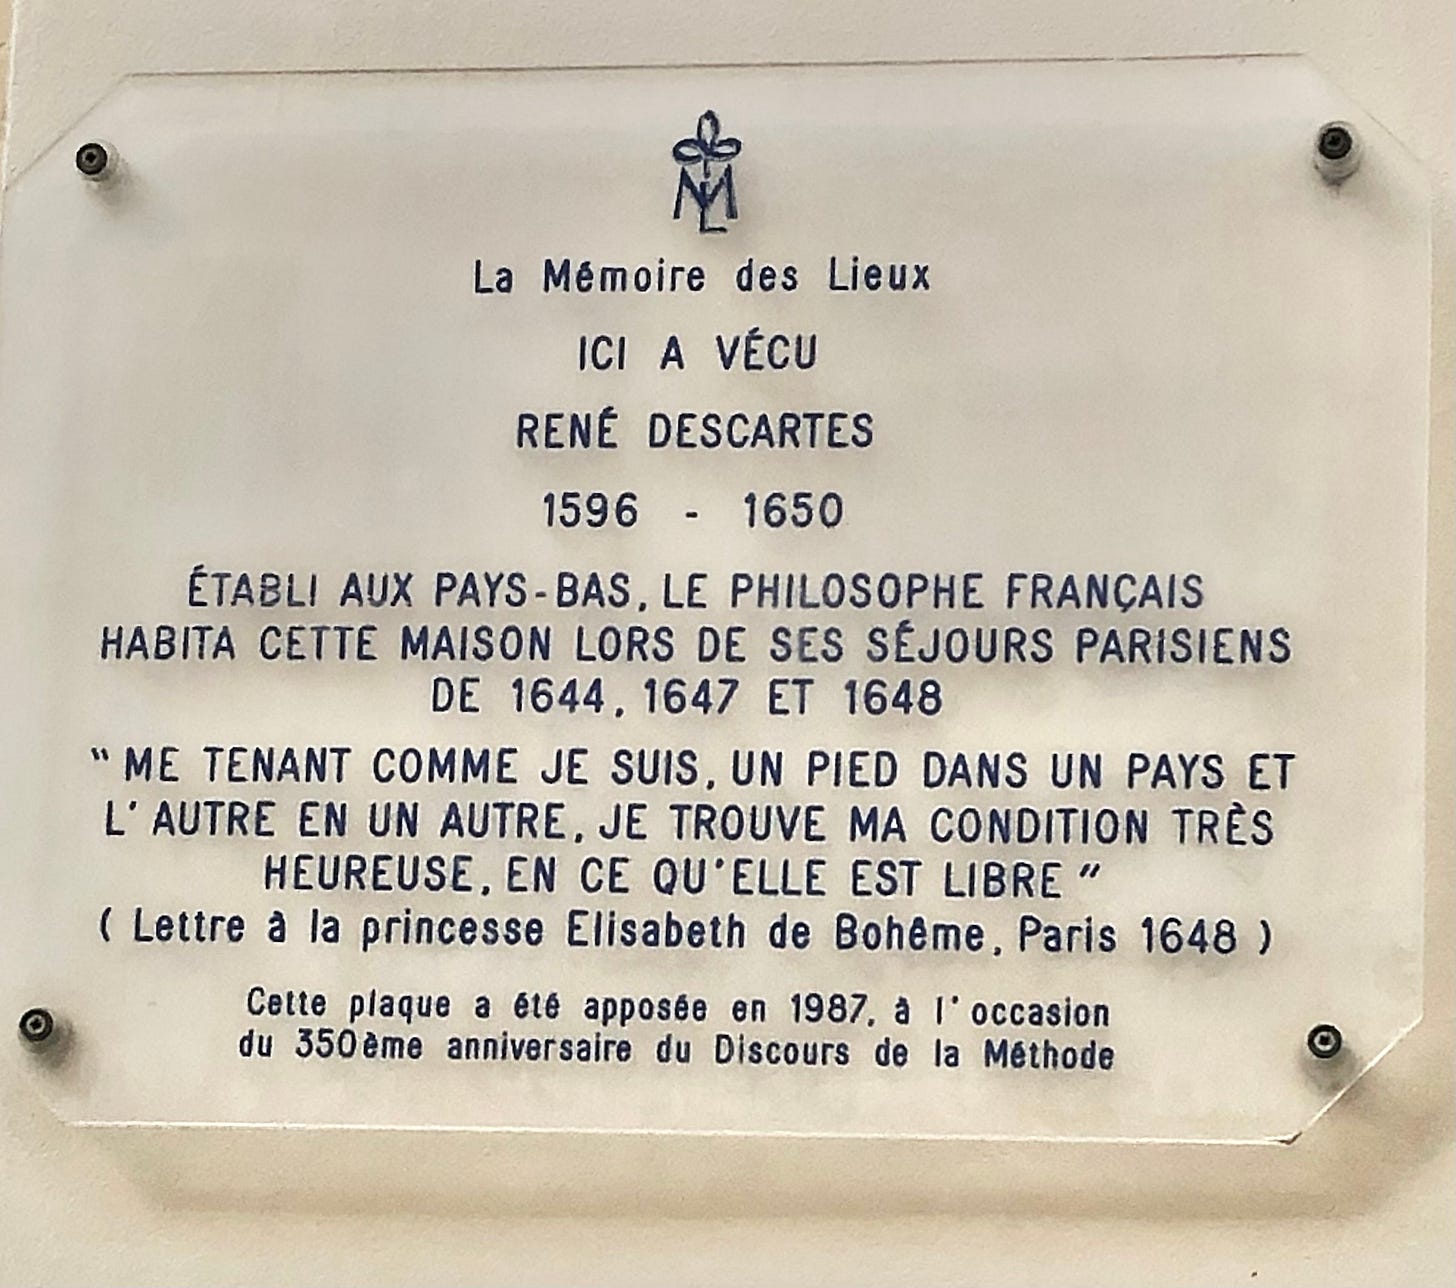 ML
La Mémoire des Lieux
ICI A VÉCU
RENÉ DESCARTES
1596 - 1650
ÉTABLI AUX PAYS-BAS, LE PHILOSOPHE FRANÇAIS
HABITA CETTE MAISON LORS DE SES SÉJOURS PARISIENS
DE 1644, 1647 ET 1648
“ ME TENANT COMME JE SUIS, UN PIED DANS UN PAYS ET
L' AUTRE EN UN AUTRE, JE TROUVE MA CONDITION TRÈS
HEUREUSE, EN CE QU'ELLE EST LIBRE ”
( Lettre à la princesse Elisabeth de Bohême, Paris 1648 )
Cette plaque a été apposée en 1987, à l' occasion
du 350ème anniversaire du Discours de la Méthode